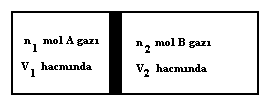 n₁ mol A gazı
V₁ hacmında
n₂ mol B gazı
V₂ hacmında